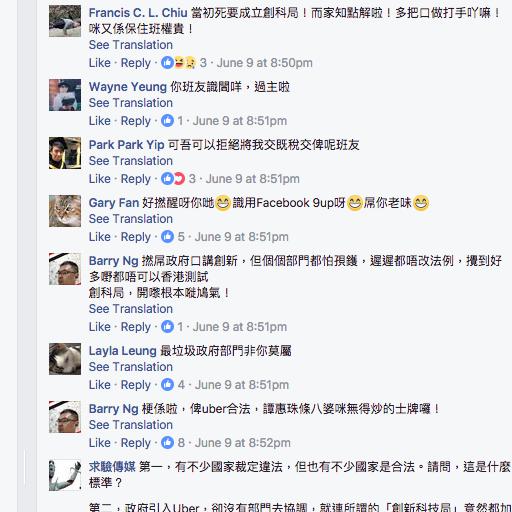 Francis C. L. Chiu 當初死要成立創科局！而家知點解啦！多把口做打手吖嘛！
咪又係保住班權貴！
See Translation
Like · Reply · 3 · June 9 at 8:50pm
Wayne Yeung 你班友識閪咩，過主啦
See Translation
Like · Reply · 1 · June 9 at 8:51pm
Park Park Yip 可吾可以拒絕將我交既稅交俾呢班友
See Translation
Like · Reply · 3 · June 9 at 8:51pm
Gary Fan 好撚醒呀你哋😁識用Facebook 9up呀😁屌你老味😁
See Translation
Like · Reply · 5 · June 9 at 8:51pm
Barry Ng 撚屌政府口講創新，但個個部門都怕孭鑊，遲遲都唔改法例，攪到好
多嘢都唔可以香港測試
創科局，開嚟根本嘥鳩氣！
See Translation
Like · Reply · 1 · June 9 at 8:51pm
Layla Leung 最垃圾政府部門非你莫屬
See Translation
Like · Reply · 4 · June 9 at 8:51pm
Barry Ng 梗係啦，俾uber合法，譚惠珠條八婆咪無得炒的士牌囉！
See Translation
Like · Reply · 8 · June 9 at 8:52pm
求驗傳媒 第一，有不少國家裁定違法，但也有不少國家是合法。請問，這是什麼
標準？
第二，政府引入Uber，卻沒有部門去協調，就連所謂的「創新科技局」竟然都加